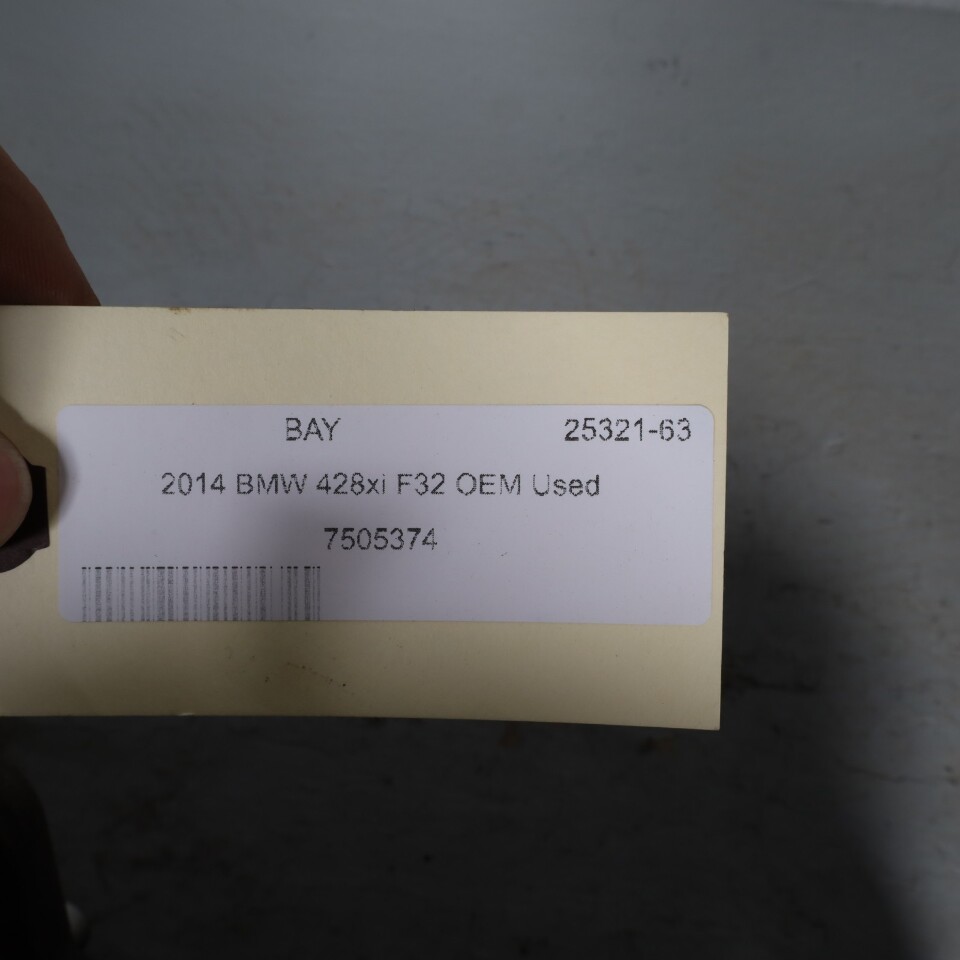 BAY 25321-63
2014 BMW 428xi F32 OEM Used
7505374